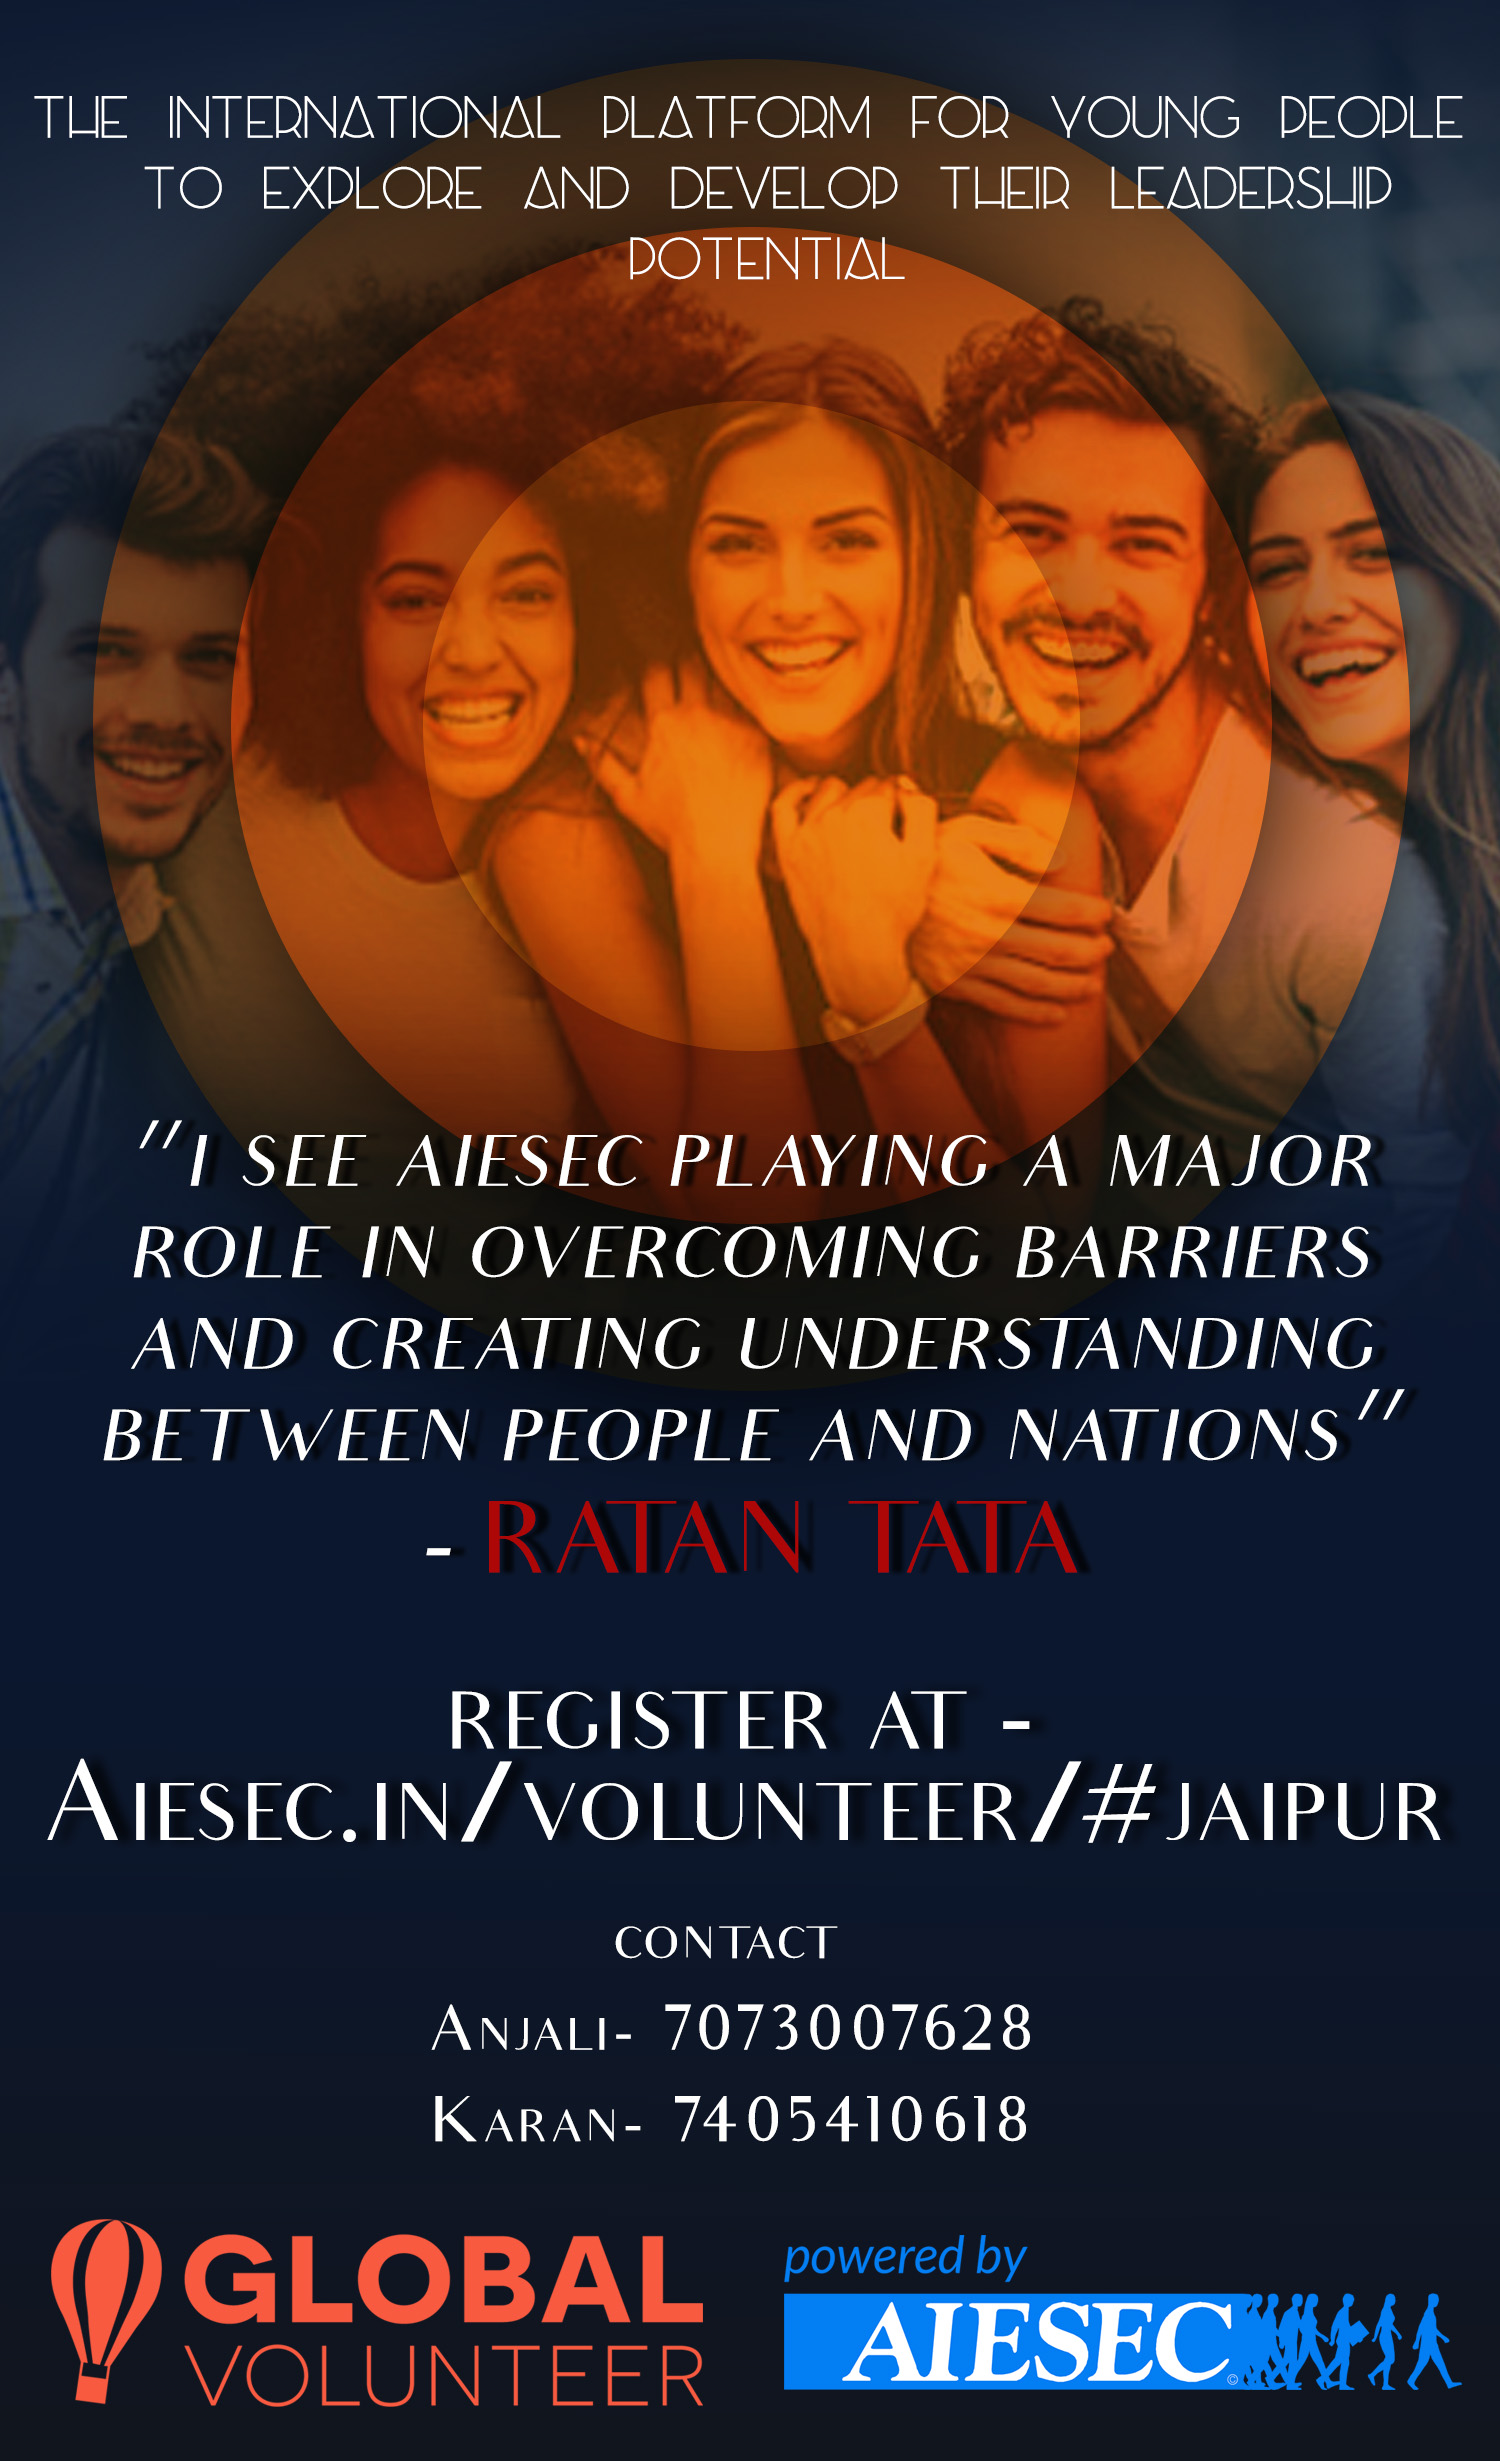 THE INTERNATIONAL PLATFORM FOR YOUNG PEOPLE
TO EXPLORE AND DEVELOP THEIR LEADERSHIP
POTENTIAL
"I SEE AIESEC PLAYING A MAJOR
ROLE IN OVERCOMING BARRIERS
AND CREATING UNDERSTANDING
BETWEEN PEOPLE AND NATIONS"
- RATAN TATA
REGISTER AT -
AIESEC.IN/VOLUNTEER/#JAIPUR
CONTACT
ANJALI- 7073007628
KARAN- 7405410618
GLOBAL
VOLUNTEER
powered by
AIESEC©